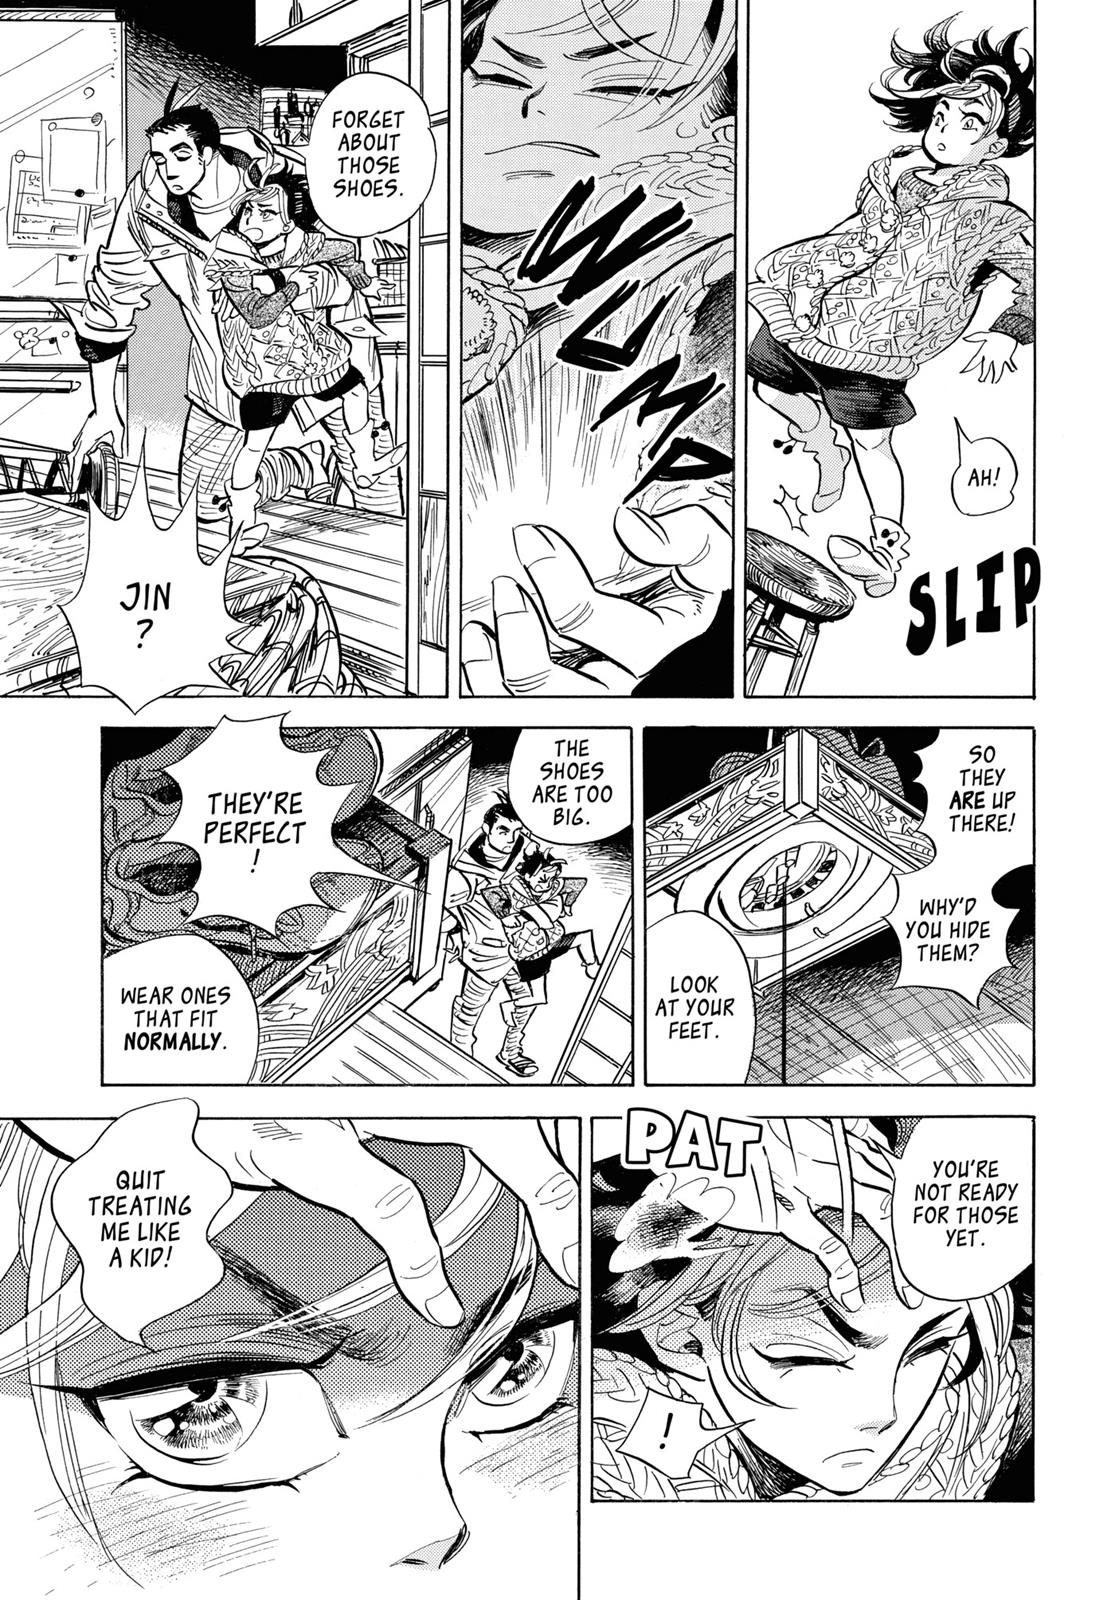 AH!
SLIP
WUMP
FORGET
ABOUT
THOSE
SHOES.
JIN
?
SO
THEY
ARE UP
THERE!
WHY'D
YOU HIDE
THEM?
LOOK
AT YOUR
FEET.
THE
SHOES
ARE TOO
BIG.
THEY'RE
PERFECT
!
WEAR ONES
THAT FIT
NORMALLY.
YOU'RE
NOT READY
FOR THOSE
YET.
PAT
!
QUIT
TREATING
ME LIKE
A KID!